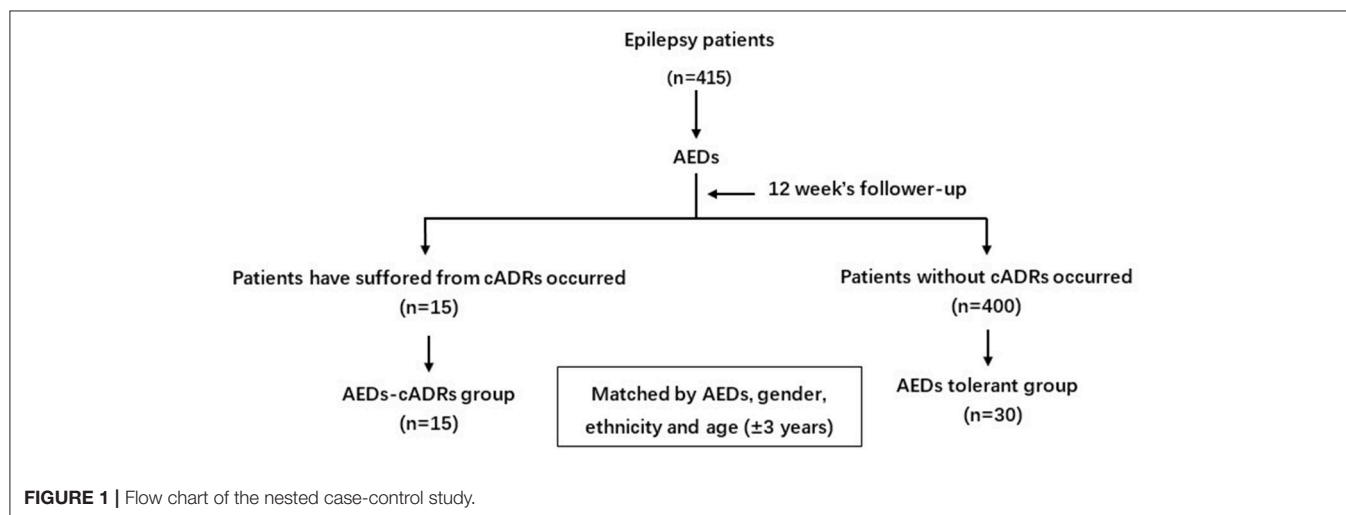 Epilepsy patients
(n=415)
AEDs
12 week's follower-up
Patients have suffored from cADRs occurred
(n=15)
Patients without cADRs occurred
(n=400)
AEDs-cADRs group
(n=15)
Matched by AEDs, gender,
ethnicity and age (±3 years)
AEDs tolerant group
(n=30)
FIGURE 1 | Flow chart of the nested case-control study.